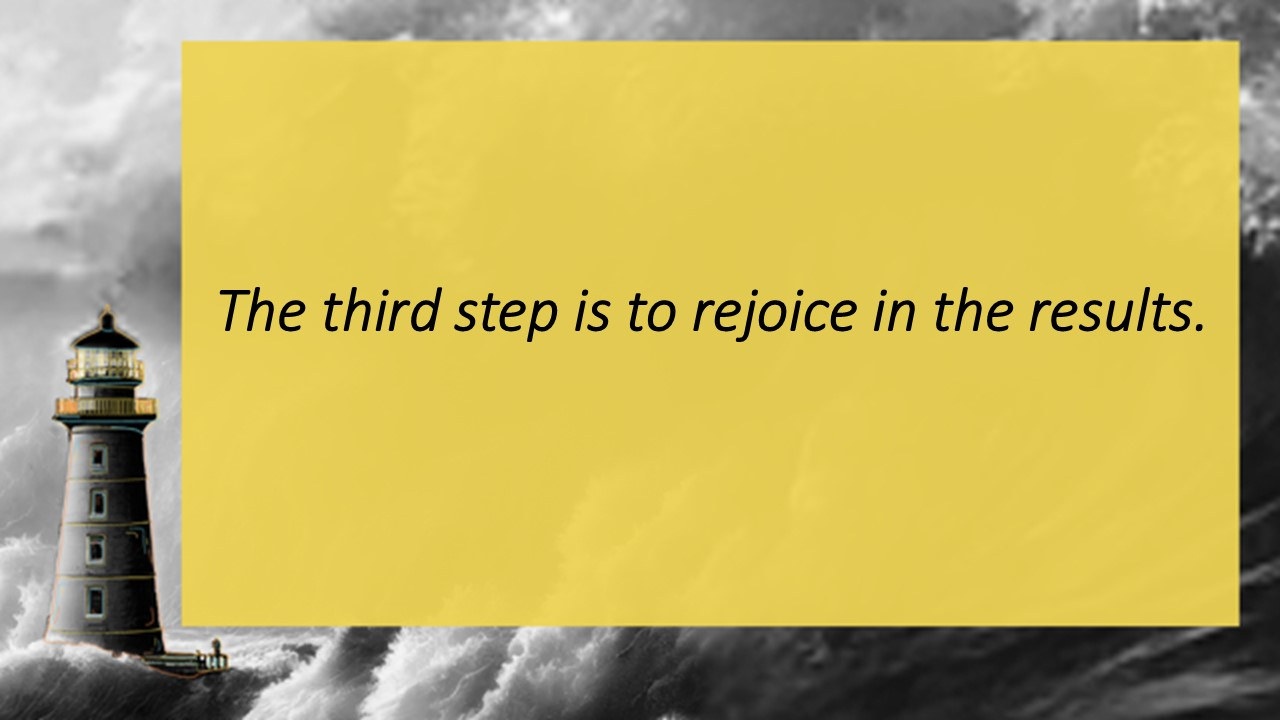 The third step is to rejoice in the results.